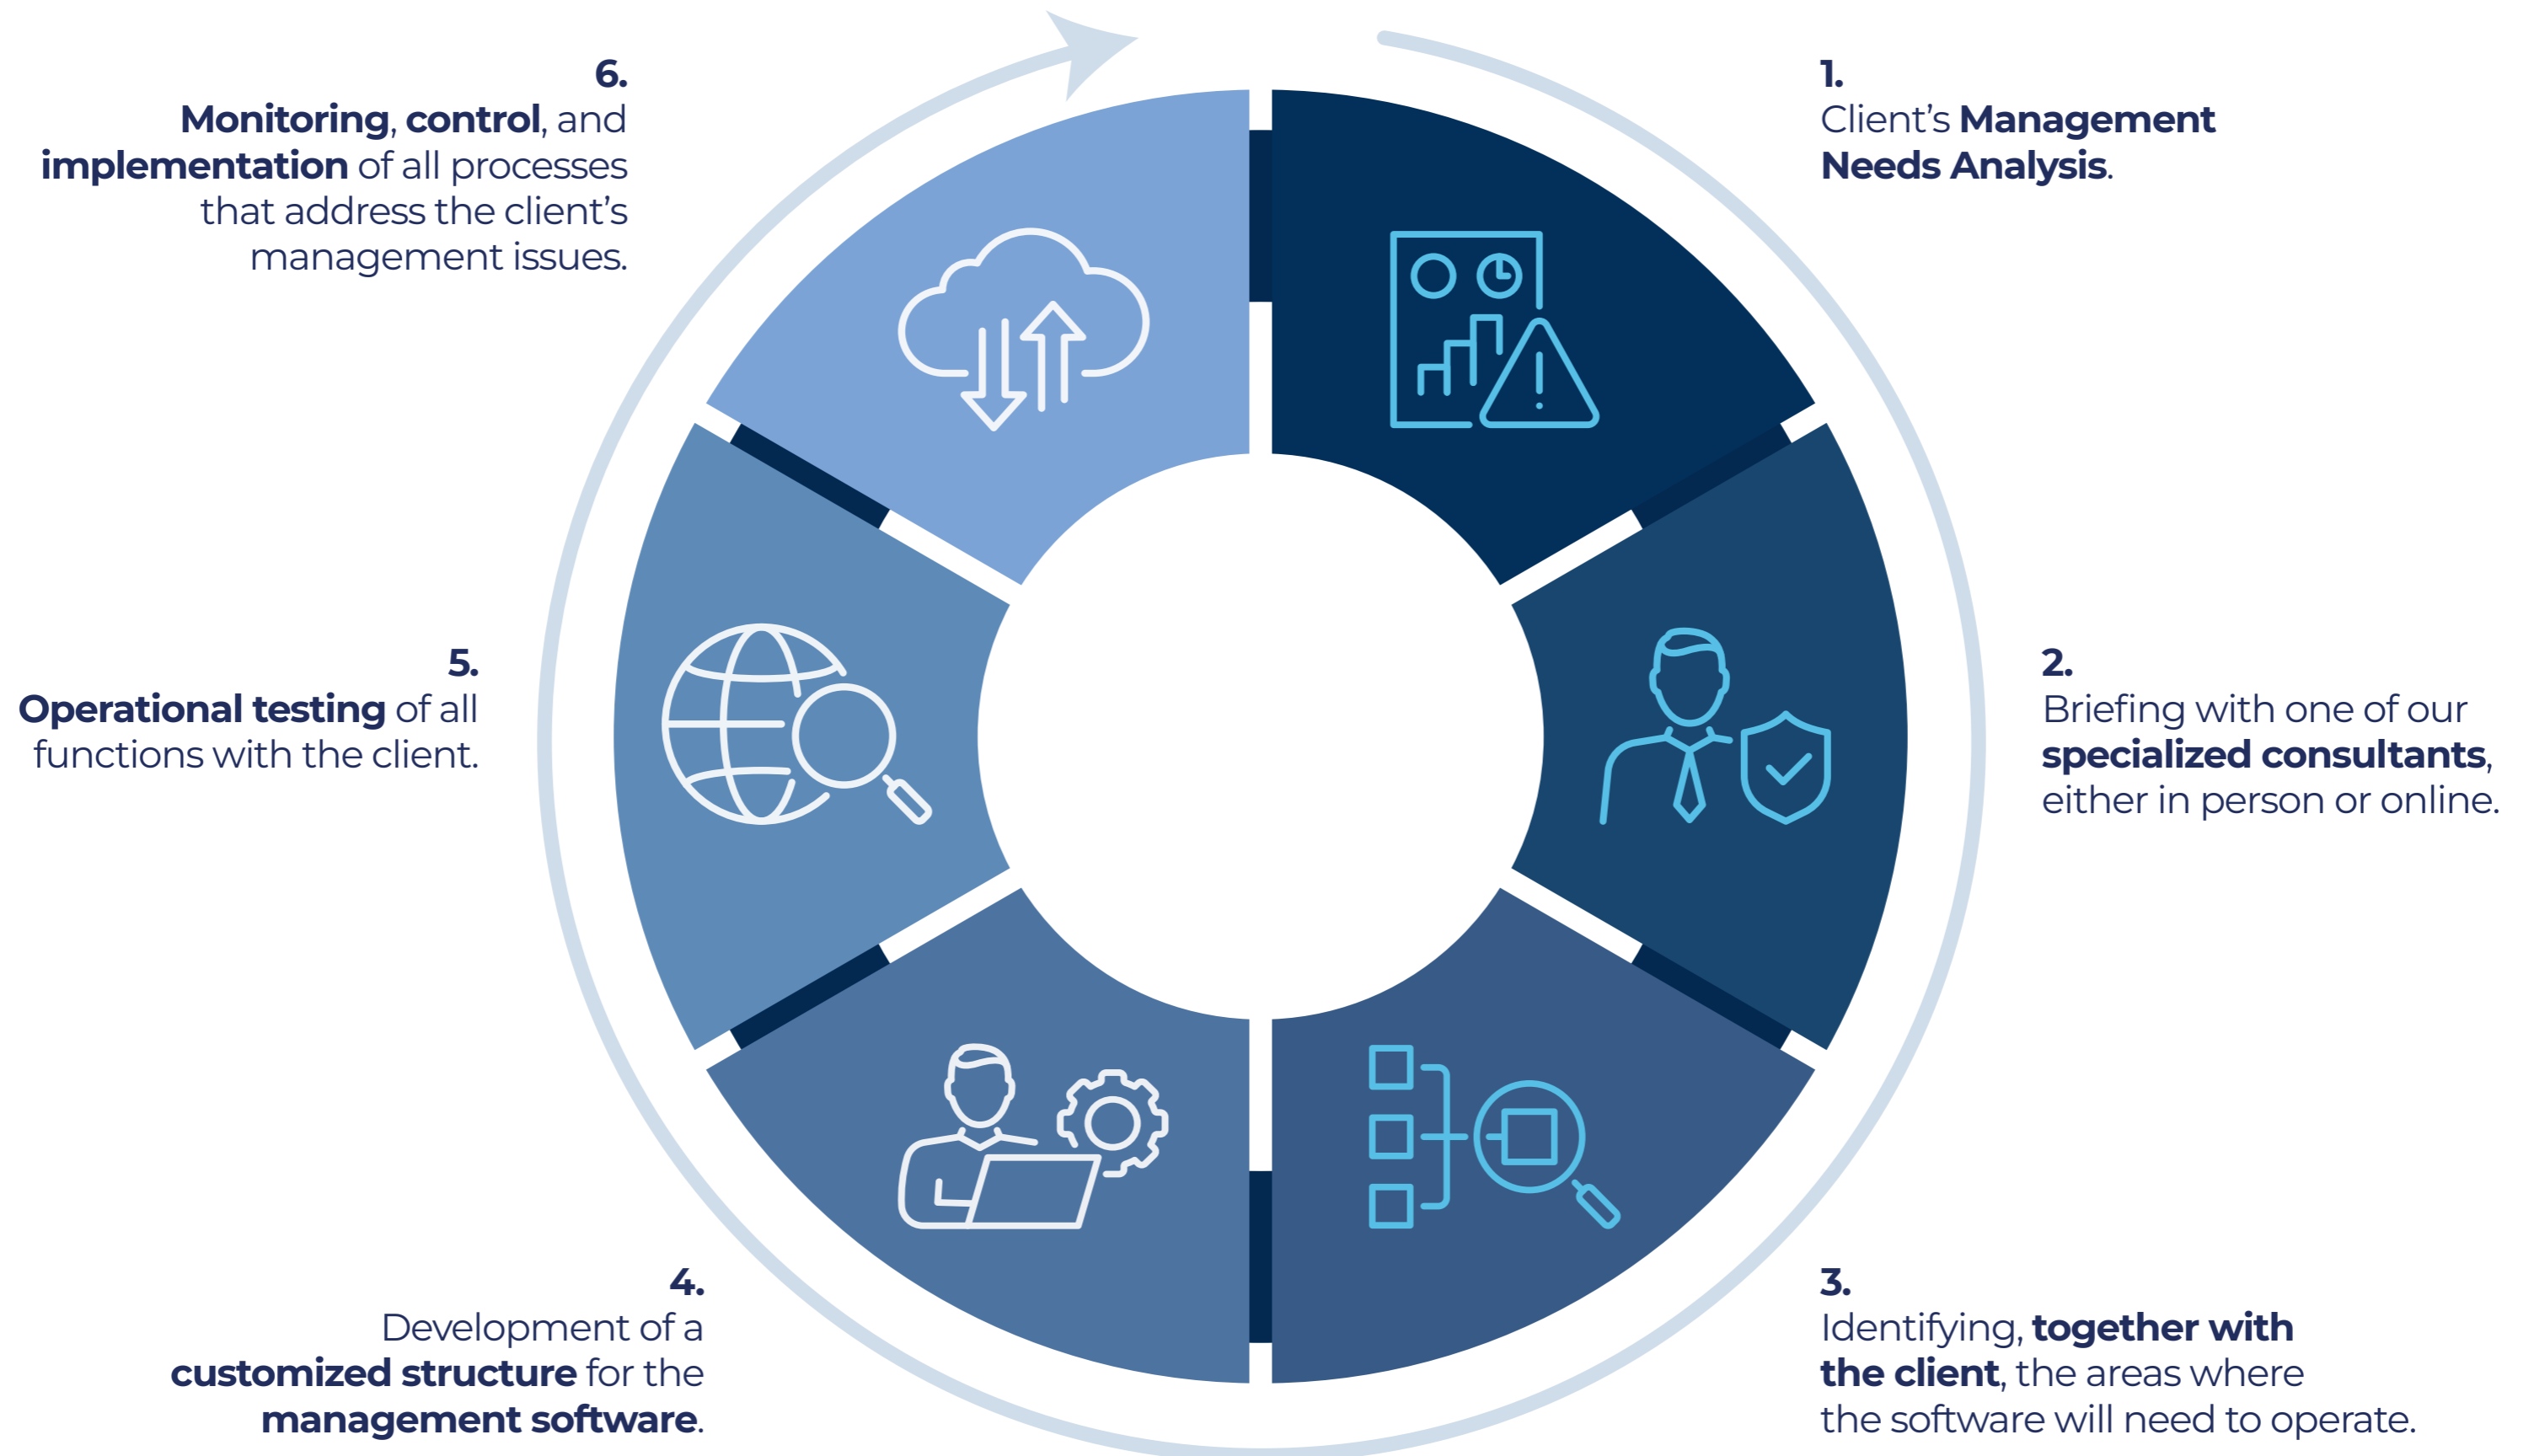 1.
Client’s Management
Needs Analysis.
2.
Briefing with one of our
specialized consultants,
either in person or online.
3.
Identifying, together with
the client, the areas where
the software will need to operate.
4.
Development of a
customized structure for the
management software.
5.
Operational testing of all
functions with the client.
6.
Monitoring, control, and
implementation of all processes
that address the client’s
management issues.